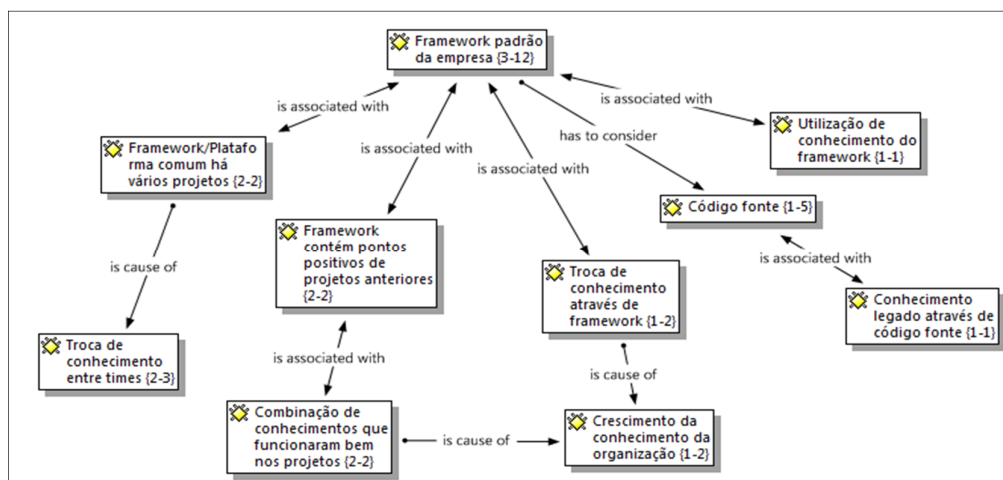 Framework padrão
da empresa {3-12}
is associated with
is associated with
Framework/Platafo
rma comum há
vários projetos {2-2}
is associated with
has to consider
Utilização de
conhecimento do
framework {1-1}
is associated with
Código fonte {1-5}
Framework
contém pontos
positivos de
projetos anteriores
{2-2}
is cause of
is associated with
Troca de
conhecimento
através de
framework {1-2}
Conhecimento
legado através de
código fonte {1-1}
Troca de
conhecimento
entre times {2-3}
is associated with
is cause of
Combinação de
conhecimentos que
funcionaram bem
nos projetos {2-2}
is cause of
Crescimento da
conhecimento da
organização {1-2}